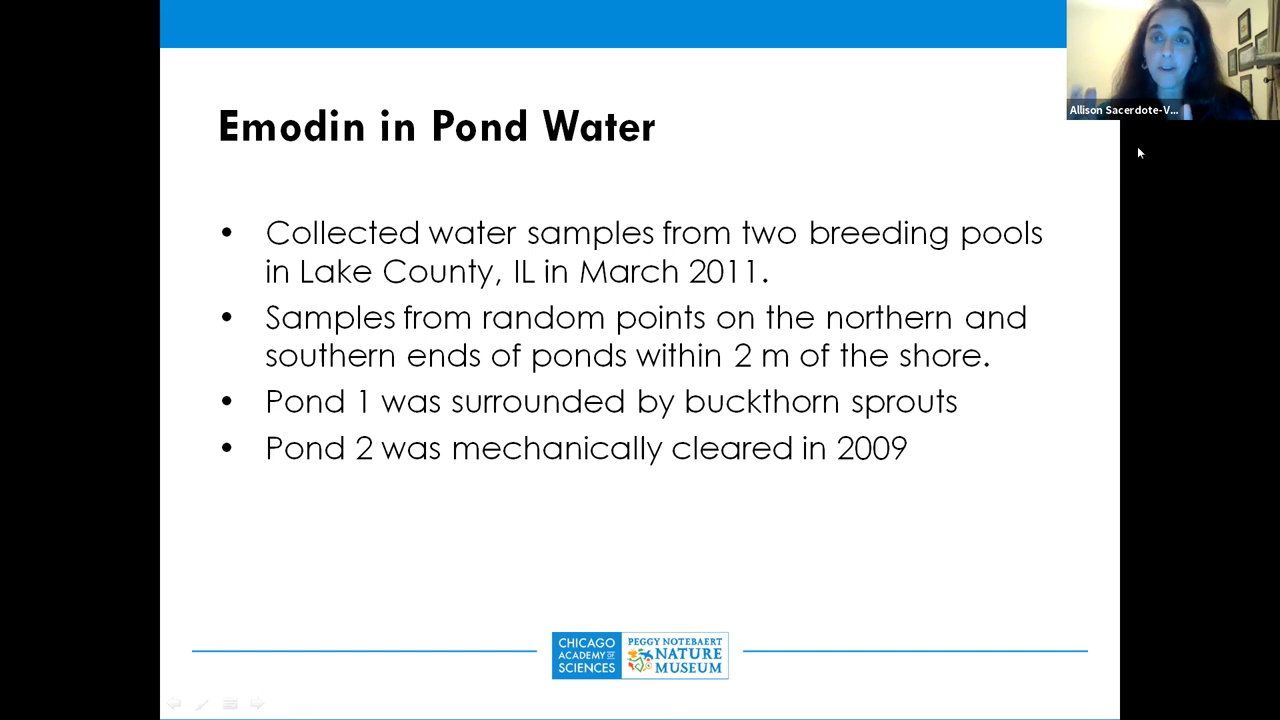 Allison Sacerdote-V...
Emodin in Pond Water
• Collected water samples from two breeding pools
in Lake County, IL in March 2011.
• Samples from random points on the northern and
southern ends of ponds within 2 m of the shore.
• Pond 1 was surrounded by buckthorn sprouts
• Pond 2 was mechanically cleared in 2009
CHICAGO
ACADEMY OF
SCIENCES
PEGGY NOTEBAERT
NATURE
MUSEUM